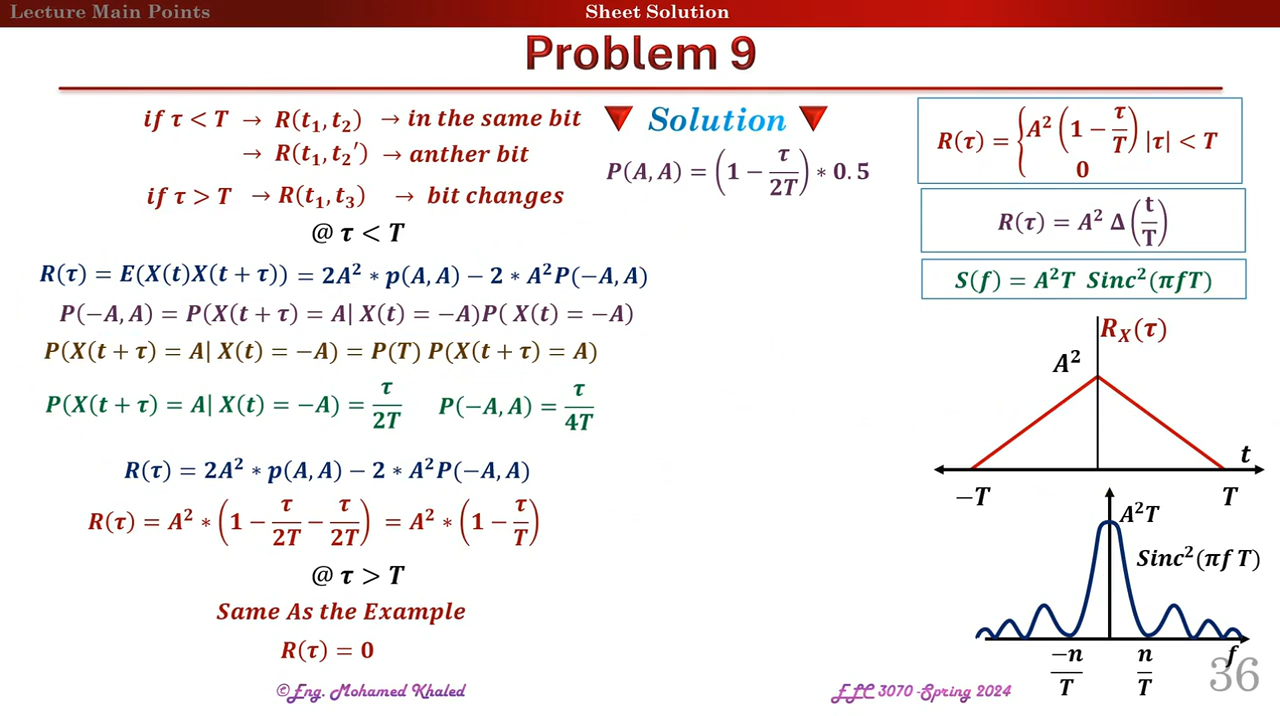 Lecture Main Points
Sheet Solution
Problem 9
if τ < T → R(t₁, t₂) → in the same bit
→ R(t₁, t₂′) → anther bit
if τ > T → R(t₁, t₃) → bit changes
@ τ < T
R(τ) = E(X(t)X(t + τ)) = 2A² * p(A, A) − 2 * A²P(−A, A)
P(−A, A) = P(X(t + τ) = A| X(t) = −A)P( X(t) = −A)
P(X(t + τ) = A| X(t) = −A) = P(T) P(X(t + τ) = A)
P(X(t + τ) = A| X(t) = −A) = τ/2T P(−A, A) = τ/4T
R(τ) = 2A² * p(A, A) − 2 * A²P(−A, A)
R(τ) = A² * (1 − τ/2T − τ/2T) = A² * (1 − τ/T)
@ τ > T
Same As the Example
R(τ) = 0
Solution
P(A, A) = (1 − τ/2T) * 0.5
R(τ) = { A² (1 − τ/T) |τ| < T
0
R(τ) = A² Δ (t/T)
S(f) = A²T Sinc²(πfT)
R_X(τ)
A²
t
−T
T
A²T
Sinc²(πf T)
−n/T
n/T
f
©Eng. Mohamed Khaled
ELC 3070 -Spring 2024
36